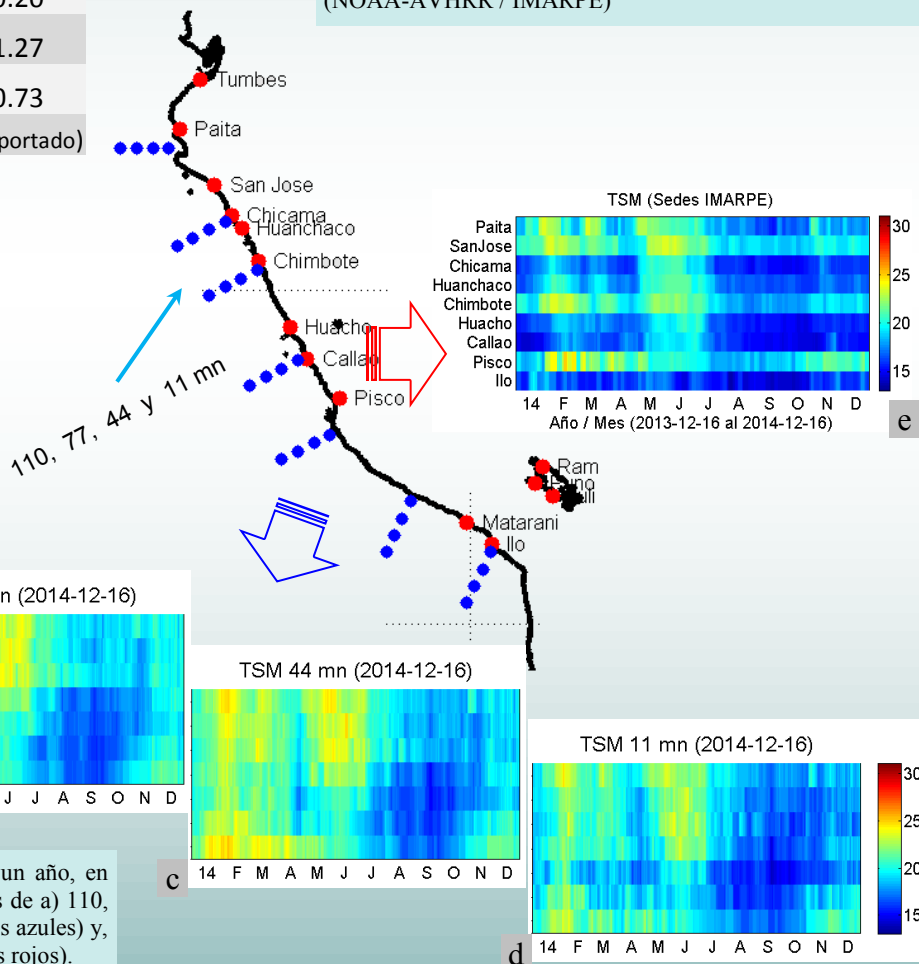 (NOAA-AVHRR / IMARPE)
1.27
0.73
portado)
Tumbes
Paita
San Jose
Chicama
Huanchaco
Chimbote
Huacho
Callao
Pisco
110, 77, 44 y 11 mn
Matarani
Ilo
Ram
TSM (Sedes IMARPE)
Paita
SanJose
Chicama
Huanchaco
Chimbote
Huacho
Callao
Pisco
Ilo
14 F M A M J J A S O N D
Año / Mes (2013-12-16 al 2014-12-16)
30
25
20
15
e
n (2014-12-16)
J J A S O N D
TSM 44 mn (2014-12-16)
14 F M A M J J A S O N D
c
TSM 11 mn (2014-12-16)
14 F M A M J J A S O N D
30
25
20
15
d
un año, en
s de a) 110,
s azules) y,
s rojos).